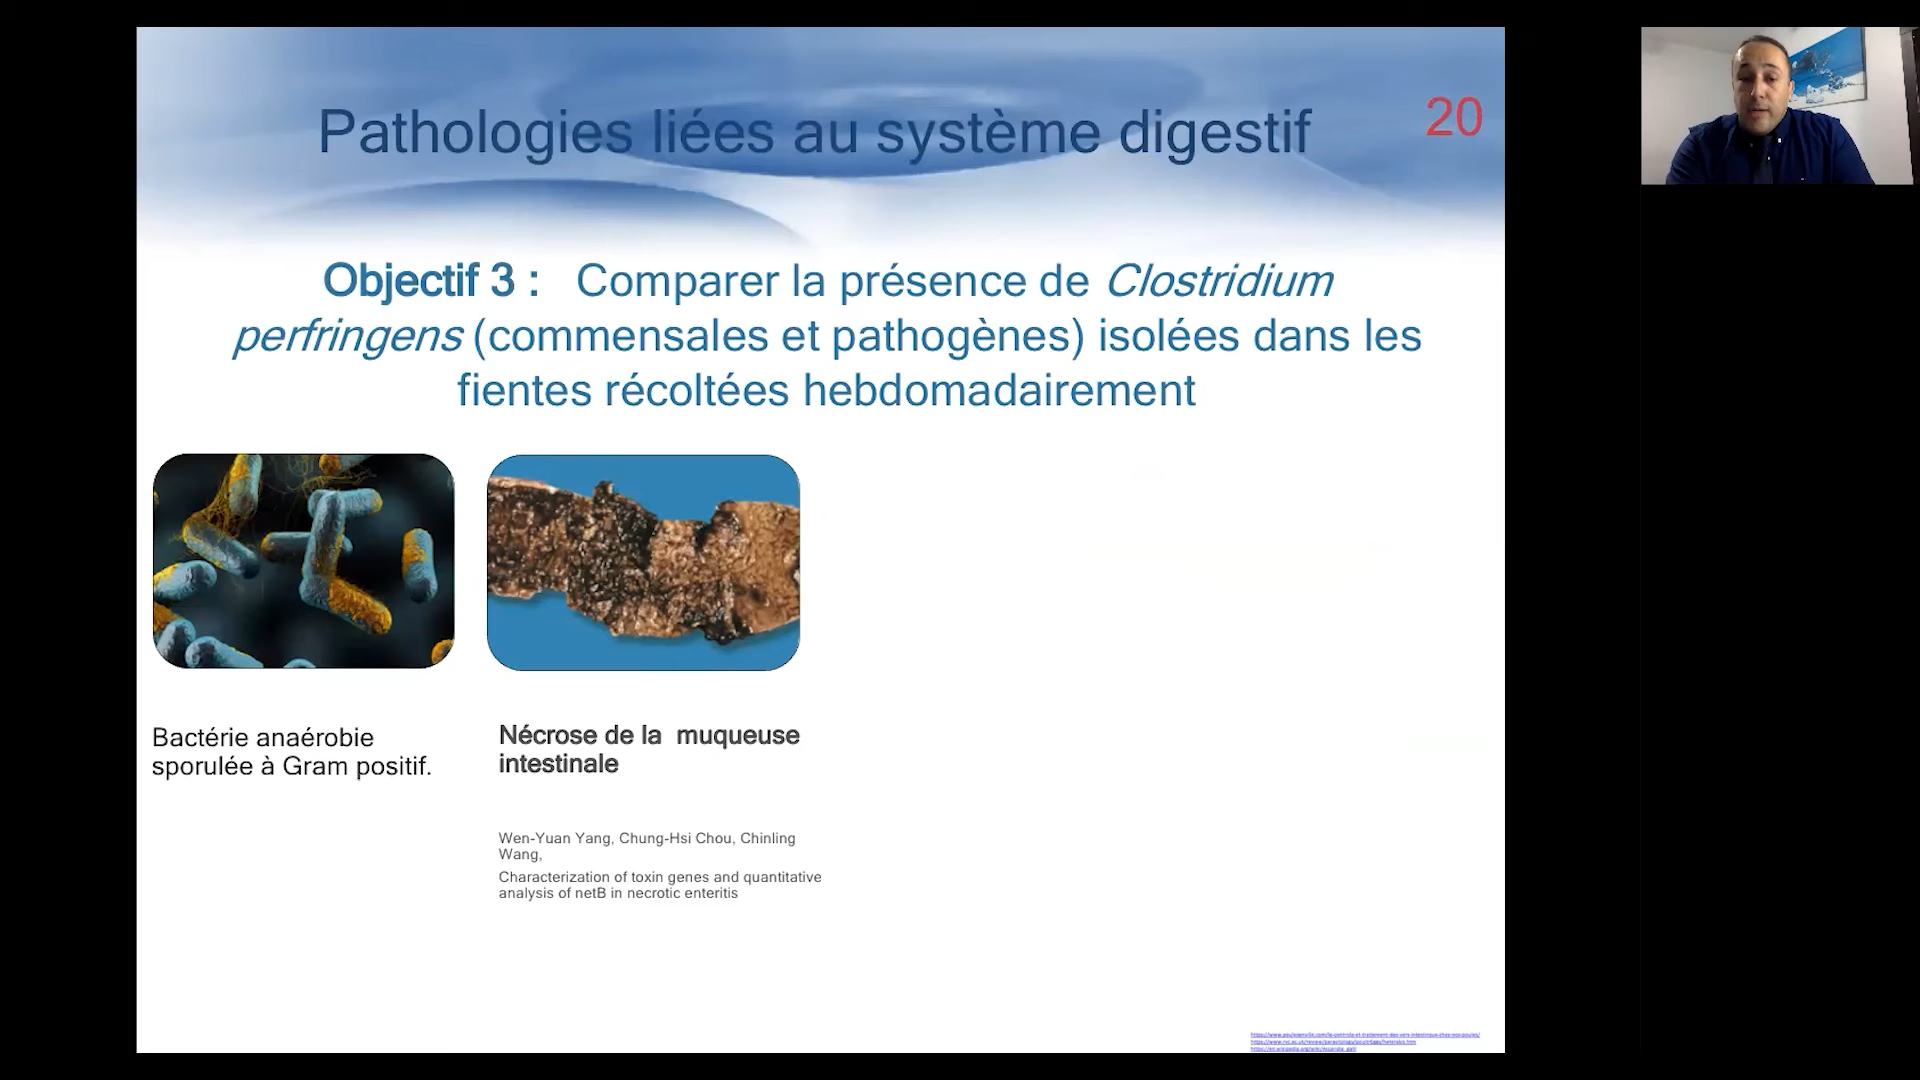 Pathologies liées au système digestif
20
Objectif 3 : Comparer la présence de Clostridium
perfringens (commensales et pathogènes) isolées dans les
fientes récoltées hebdomadairement
Bactérie anaérobie
sporulée à Gram positif.
Nécrose de la muqueuse
intestinale
Wen-Yuan Yang, Chung-Hsi Chou, Chinling
Wang,
Characterization of toxin genes and quantitative
analysis of netB in necrotic enteritis